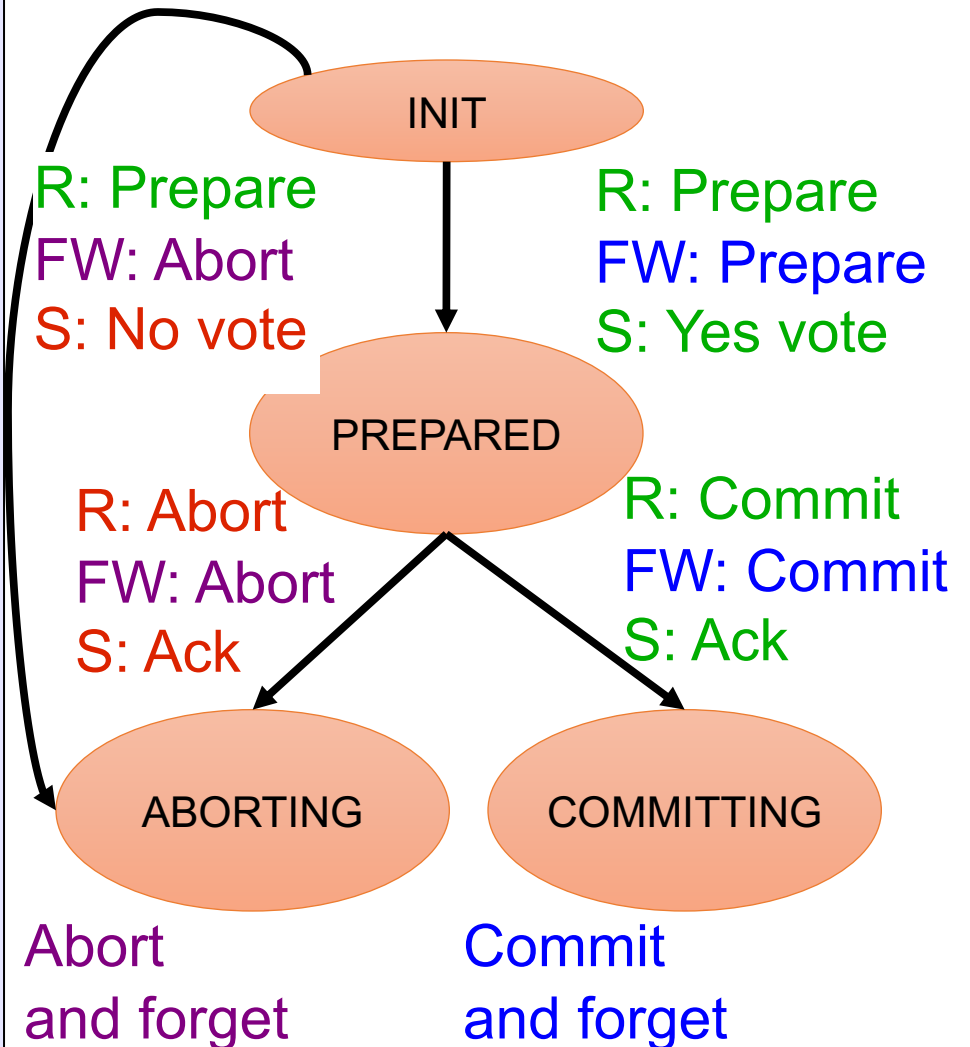 INIT
R: Prepare
FW: Abort
S: No vote
R: Prepare
FW: Prepare
S: Yes vote
PREPARED
R: Abort
FW: Abort
S: Ack
R: Commit
FW: Commit
S: Ack
ABORTING
COMMITTING
Abort
and forget
Commit
and forget